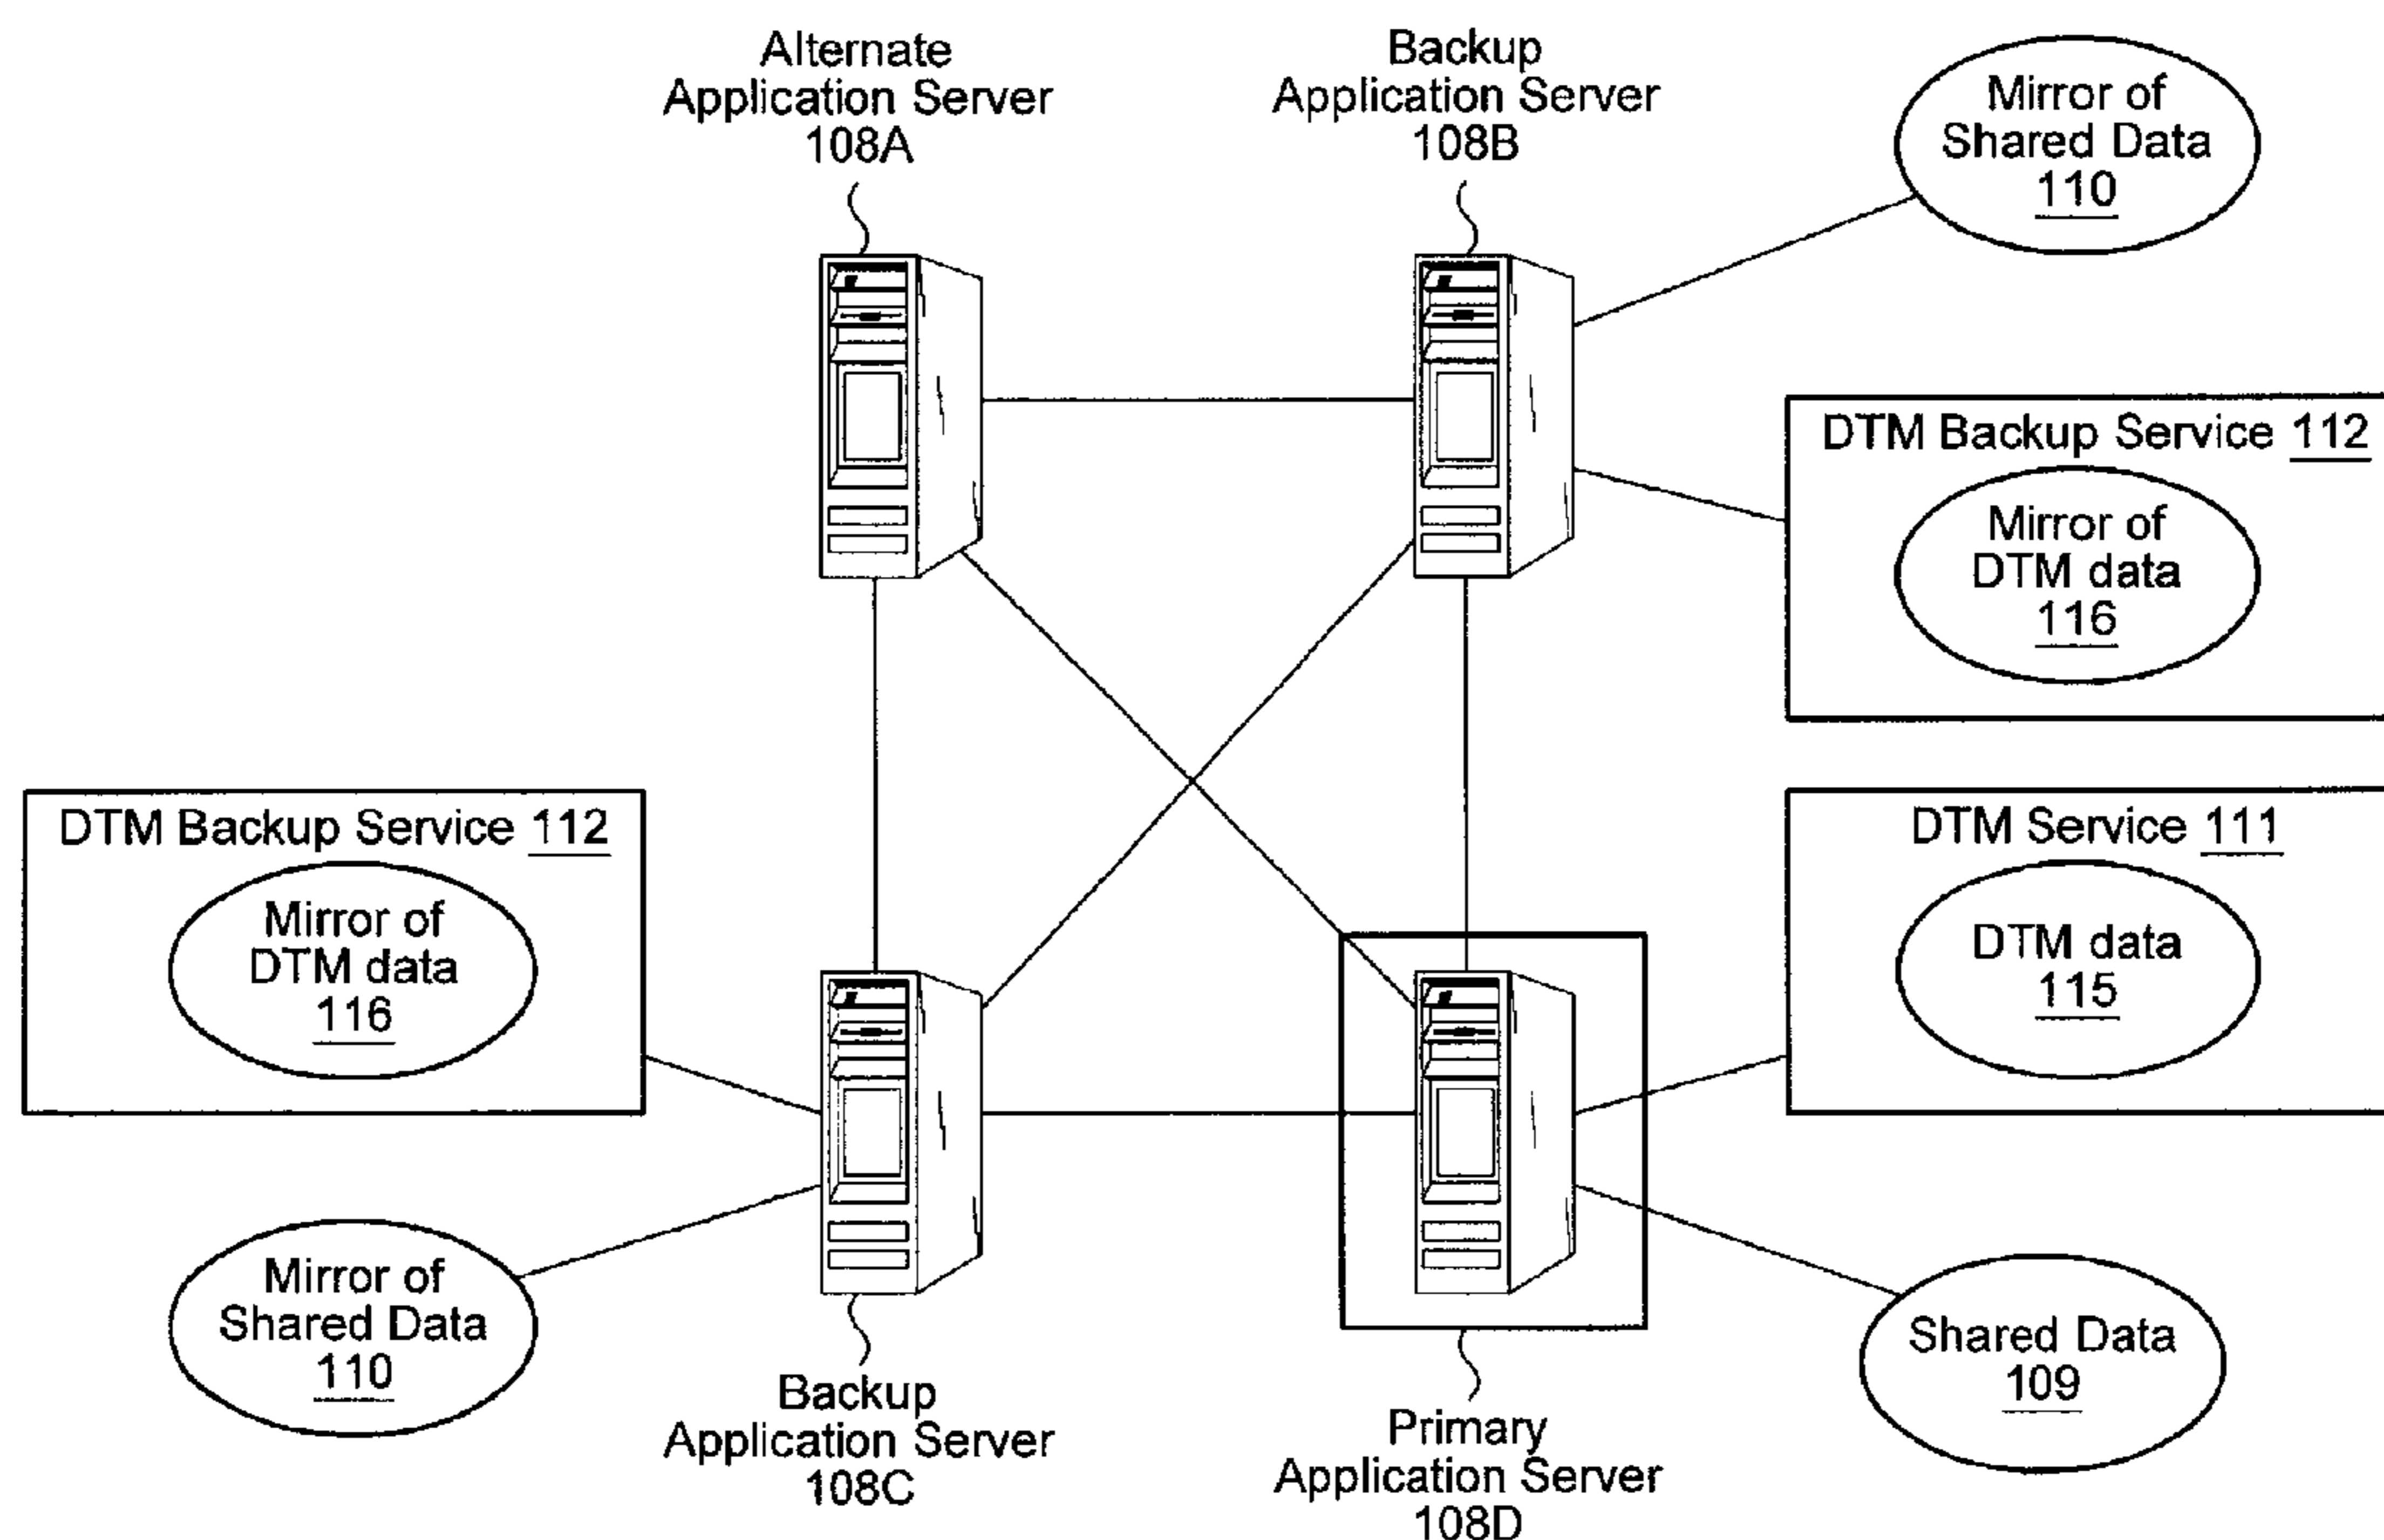 Alternate
Application Server
108A
Backup
Application Server
108B
Mirror of
Shared Data
110
DTM Backup Service 112
Mirror of
DTM data
116
DTM Backup Service 112
Mirror of
DTM data
116
DTM Service 111
DTM data
115
Mirror of
Shared Data
110
Backup
Application Server
108C
Primary
Application Server
108D
Shared Data
109